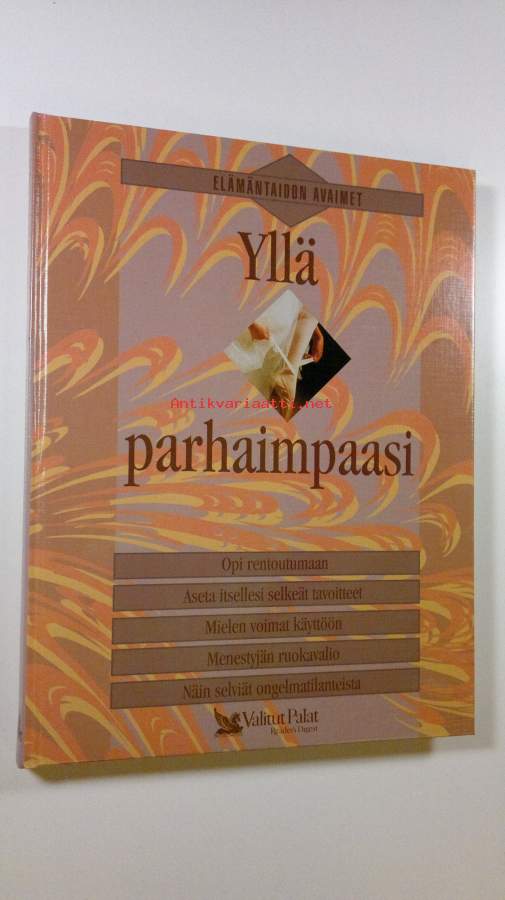 ELÄMÄNTAIDON AVAIMET
Yllä
Antikvariaatti.net
parhaimpaasi
Opi rentoutumaan
Aseta itsellesi selkeät tavoitteet
Mielen voimat käyttöön
Menestyjän ruokavalio
Näin selviät ongelmatilanteista
Valitut Palat
Reader's Digest